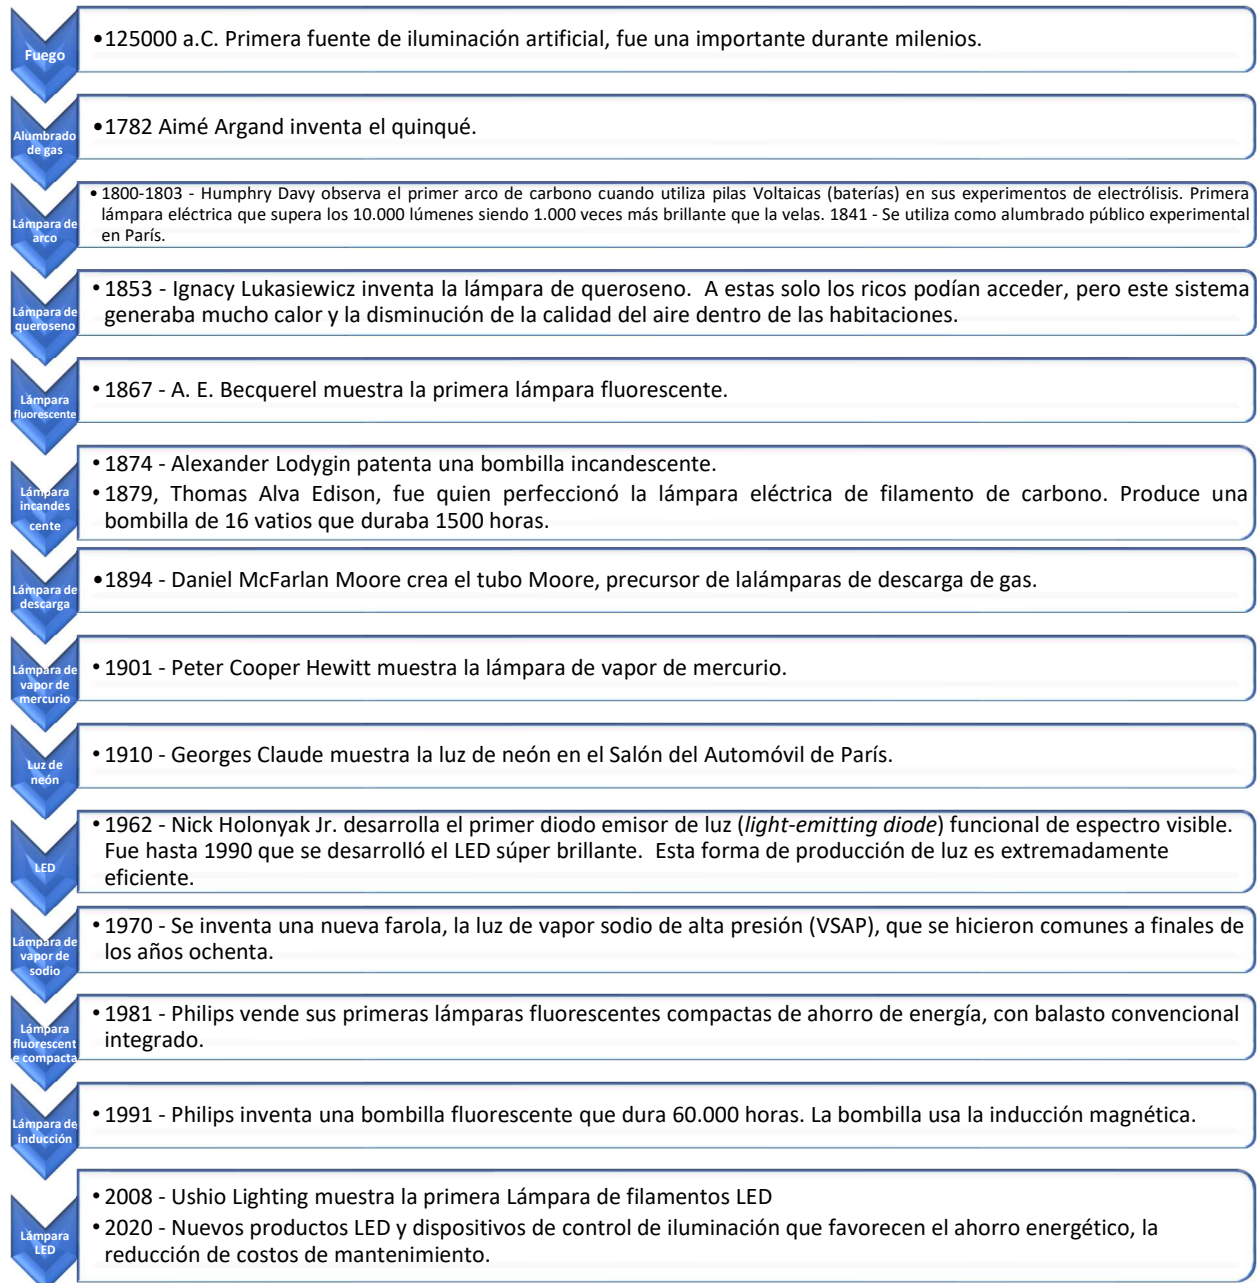 Fuego
•125000 a.C. Primera fuente de iluminación artificial, fue una importante durante milenios.
Alumbrado
de gas
•1782 Aimé Argand inventa el quinqué.
Lámpara de
arco
• 1800-1803 - Humphry Davy observa el primer arco de carbono cuando utiliza pilas Voltaicas (baterías) en sus experimentos de electrólisis. Primera
lámpara eléctrica que supera los 10.000 lúmenes siendo 1.000 veces más brillante que la velas. 1841 - Se utiliza como alumbrado público experimental
en París.
Lámpara de
queroseno
• 1853 - Ignacy Lukasiewicz inventa la lámpara de queroseno. A estas solo los ricos podían acceder, pero este sistema
generaba mucho calor y la disminución de la calidad del aire dentro de las habitaciones.
Lámpara
fluorescente
• 1867 - A. E. Becquerel muestra la primera lámpara fluorescente.
Lámpara
incandes
cente
• 1874 - Alexander Lodygin patenta una bombilla incandescente.
• 1879, Thomas Alva Edison, fue quien perfeccionó la lámpara eléctrica de filamento de carbono. Produce una
bombilla de 16 vatios que duraba 1500 horas.
Lámpara de
descarga
•1894 - Daniel McFarlan Moore crea el tubo Moore, precursor de lalámparas de descarga de gas.
Lámpara de
vapor de
mercurio
• 1901 - Peter Cooper Hewitt muestra la lámpara de vapor de mercurio.
Luz de
neón
• 1910 - Georges Claude muestra la luz de neón en el Salón del Automóvil de París.
LED
• 1962 - Nick Holonyak Jr. desarrolla el primer diodo emisor de luz (light-emitting diode) funcional de espectro visible.
Fue hasta 1990 que se desarrolló el LED súper brillante. Esta forma de producción de luz es extremadamente
eficiente.
Lámpara de
vapor de
sodio
• 1970 - Se inventa una nueva farola, la luz de vapor sodio de alta presión (VSAP), que se hicieron comunes a finales de
los años ochenta.
Lámpara
fluorescent
e compacta
• 1981 - Philips vende sus primeras lámparas fluorescentes compactas de ahorro de energía, con balasto convencional
integrado.
Lámpara de
inducción
• 1991 - Philips inventa una bombilla fluorescente que dura 60.000 horas. La bombilla usa la inducción magnética.
Lámpara
LED
• 2008 - Ushio Lighting muestra la primera Lámpara de filamentos LED
• 2020 - Nuevos productos LED y dispositivos de control de iluminación que favorecen el ahorro energético, la
reducción de costos de mantenimiento.